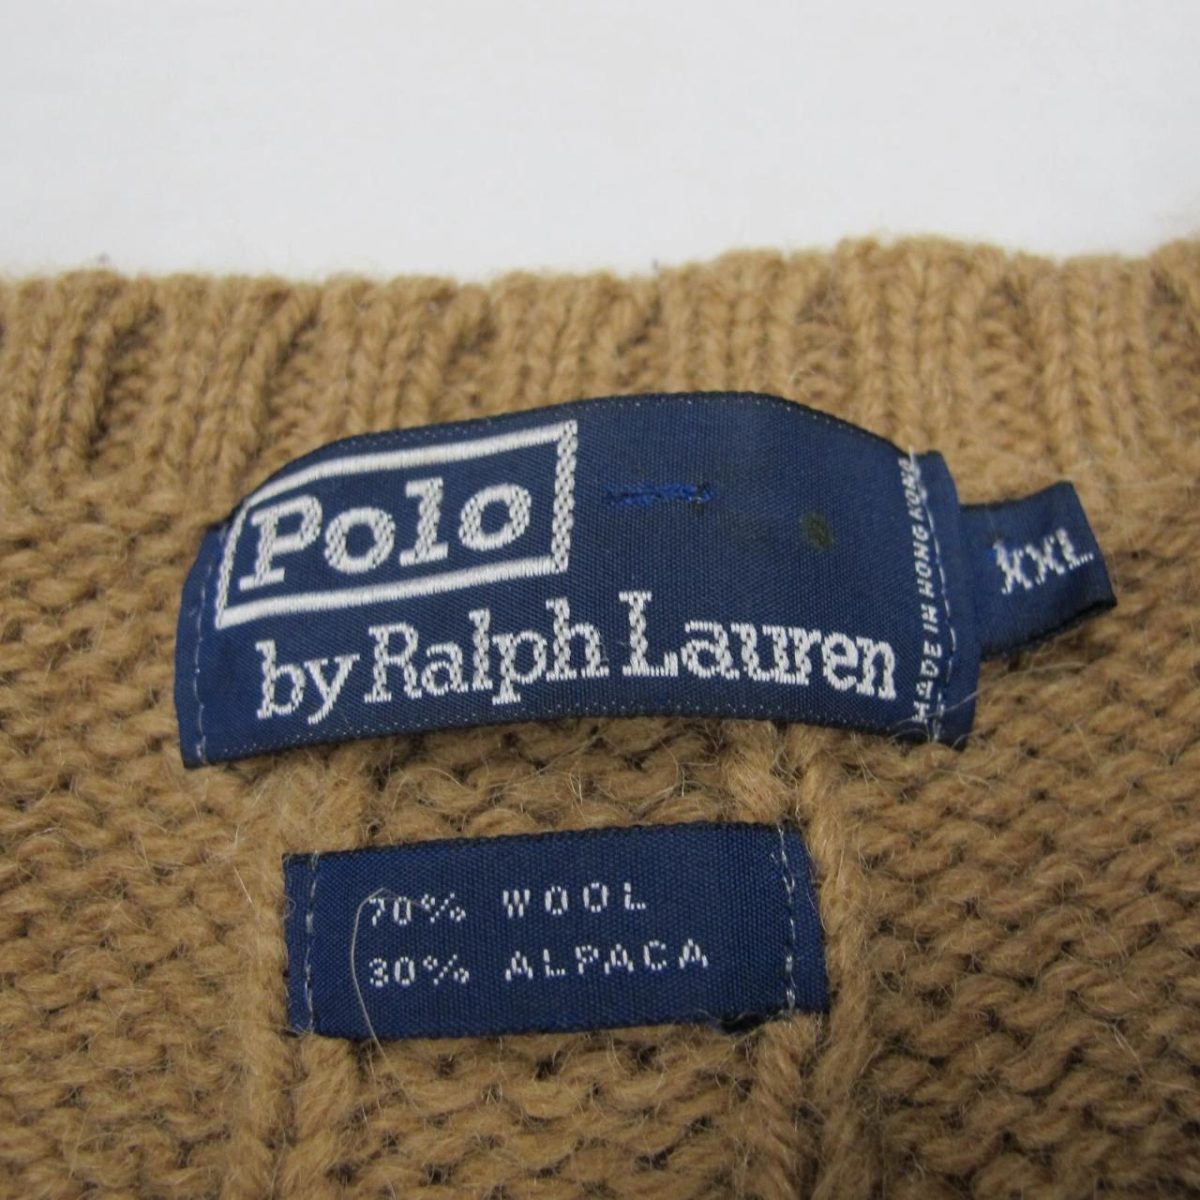 Polo
by Ralph Lauren
MADE IN HONG KONG
XXL
70% WOOL
30% ALPACA